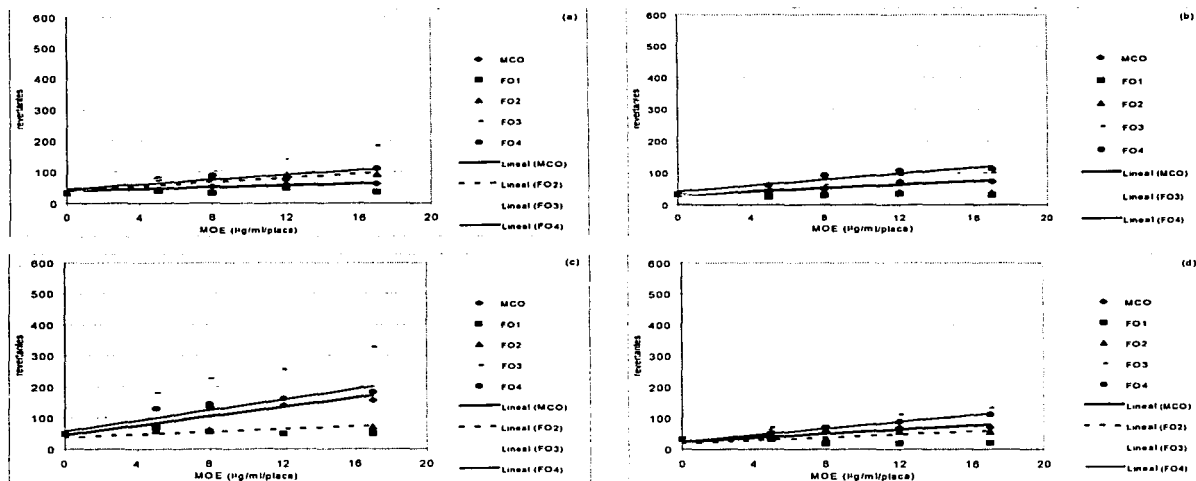 (a)
600
500
400
300
200
100
0
revertantes
0 4 8 12 16 20
MOE (µg/ml/placa)
MCO
FO1
FO2
FO3
FO4
Lineal (MCO)
Lineal (FO2)
Lineal (FO3)
Lineal (FO4)
(b)
600
500
400
300
200
100
0
revertantes
0 4 8 12 16 20
MOE (µg/ml/placa)
MCO
FO1
FO2
FO3
FO4
Lineal (MCO)
Lineal (FO3)
Lineal (FO4)
(c)
600
500
400
300
200
100
0
revertantes
0 4 8 12 16 20
MOE (µg/ml/placa)
MCO
FO1
FO2
FO3
FO4
Lineal (MCO)
Lineal (FO2)
Lineal (FO3)
Lineal (FO4)
(d)
600
500
400
300
200
100
0
revertantes
0 4 8 12 16 20
MOE (µg/ml/placa)
MCO
FO1
FO2
FO3
FO4
Lineal (MCO)
Lineal (FO2)
Lineal (FO3)
Lineal (FO4)